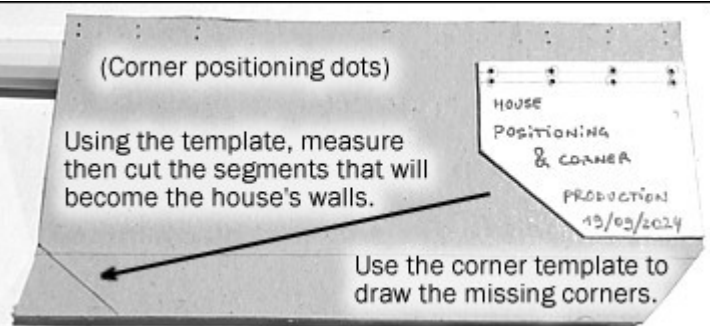 (Corner positioning dots)
Using the template, measure
then cut the segments that will
become the house's walls.
HOUSE
POSITIONING
& CORNER
PRODUCTION
19/09/2024
Use the corner template to
draw the missing corners.